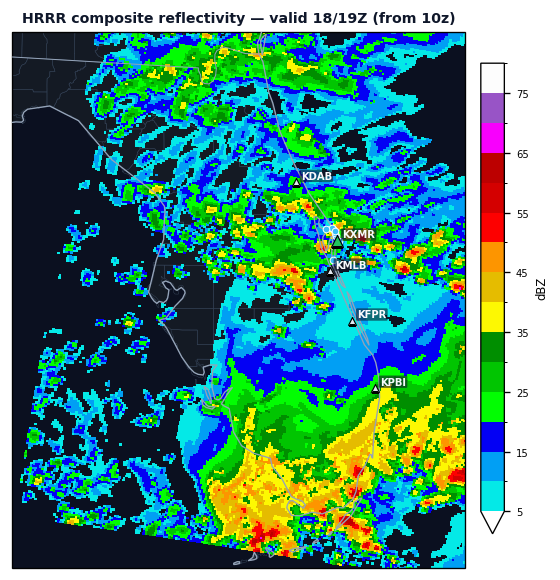 HRRR composite reflectivity — valid 18/19Z (from 10z)
75
65
55
45
35
25
15
5
dBZ
KDAB
KXMR
KMLB
KFPR
KPBI